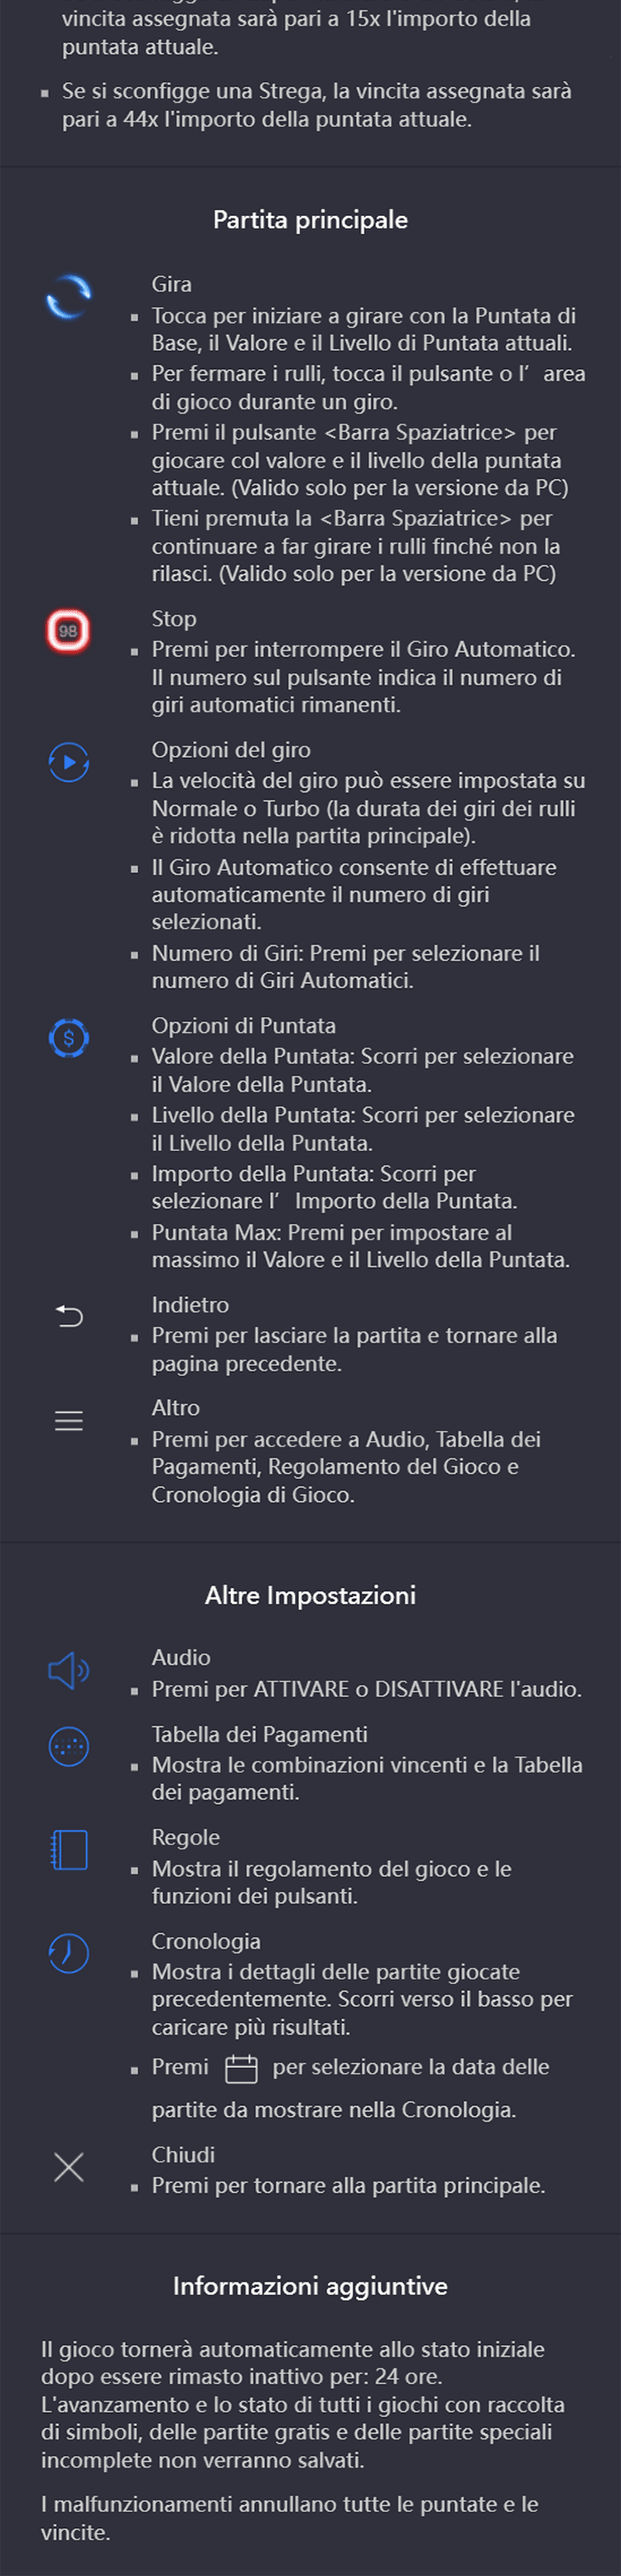 vincita assegnata sarà pari a 15x l'importo della
puntata attuale.
▪ Se si sconfigge una Strega, la vincita assegnata sarà
pari a 44x l'importo della puntata attuale.
Partita principale
Gira
▪ Tocca per iniziare a girare con la Puntata di
Base, il Valore e il Livello di Puntata attuali.
▪ Per fermare i rulli, tocca il pulsante o l’area
di gioco durante un giro.
▪ Premi il pulsante <Barra Spaziatrice> per
giocare col valore e il livello della puntata
attuale. (Valido solo per la versione da PC)
▪ Tieni premuta la <Barra Spaziatrice> per
continuare a far girare i rulli finché non la
rilasci. (Valido solo per la versione da PC)
98
Stop
▪ Premi per interrompere il Giro Automatico.
Il numero sul pulsante indica il numero di
giri automatici rimanenti.
Opzioni del giro
▪ La velocità del giro può essere impostata su
Normale o Turbo (la durata dei giri dei rulli
è ridotta nella partita principale).
▪ Il Giro Automatico consente di effettuare
automaticamente il numero di giri
selezionati.
▪ Numero di Giri: Premi per selezionare il
numero di Giri Automatici.
$
Opzioni di Puntata
▪ Valore della Puntata: Scorri per selezionare
il Valore della Puntata.
▪ Livello della Puntata: Scorri per selezionare
il Livello della Puntata.
▪ Importo della Puntata: Scorri per
selezionare l’Importo della Puntata.
▪ Puntata Max: Premi per impostare al
massimo il Valore e il Livello della Puntata.
Indietro
▪ Premi per lasciare la partita e tornare alla
pagina precedente.
Altro
▪ Premi per accedere a Audio, Tabella dei
Pagamenti, Regolamento del Gioco e
Cronologia di Gioco.
Altre Impostazioni
Audio
▪ Premi per ATTIVARE o DISATTIVARE l'audio.
Tabella dei Pagamenti
▪ Mostra le combinazioni vincenti e la Tabella
dei pagamenti.
Regole
▪ Mostra il regolamento del gioco e le
funzioni dei pulsanti.
Cronologia
▪ Mostra i dettagli delle partite giocate
precedentemente. Scorri verso il basso per
caricare più risultati.
▪ Premi per selezionare la data delle
partite da mostrare nella Cronologia.
Chiudi
▪ Premi per tornare alla partita principale.
Informazioni aggiuntive
Il gioco tornerà automaticamente allo stato iniziale
dopo essere rimasto inattivo per: 24 ore.
L'avanzamento e lo stato di tutti i giochi con raccolta
di simboli, delle partite gratis e delle partite speciali
incomplete non verranno salvati.
I malfunzionamenti annullano tutte le puntate e le
vincite.